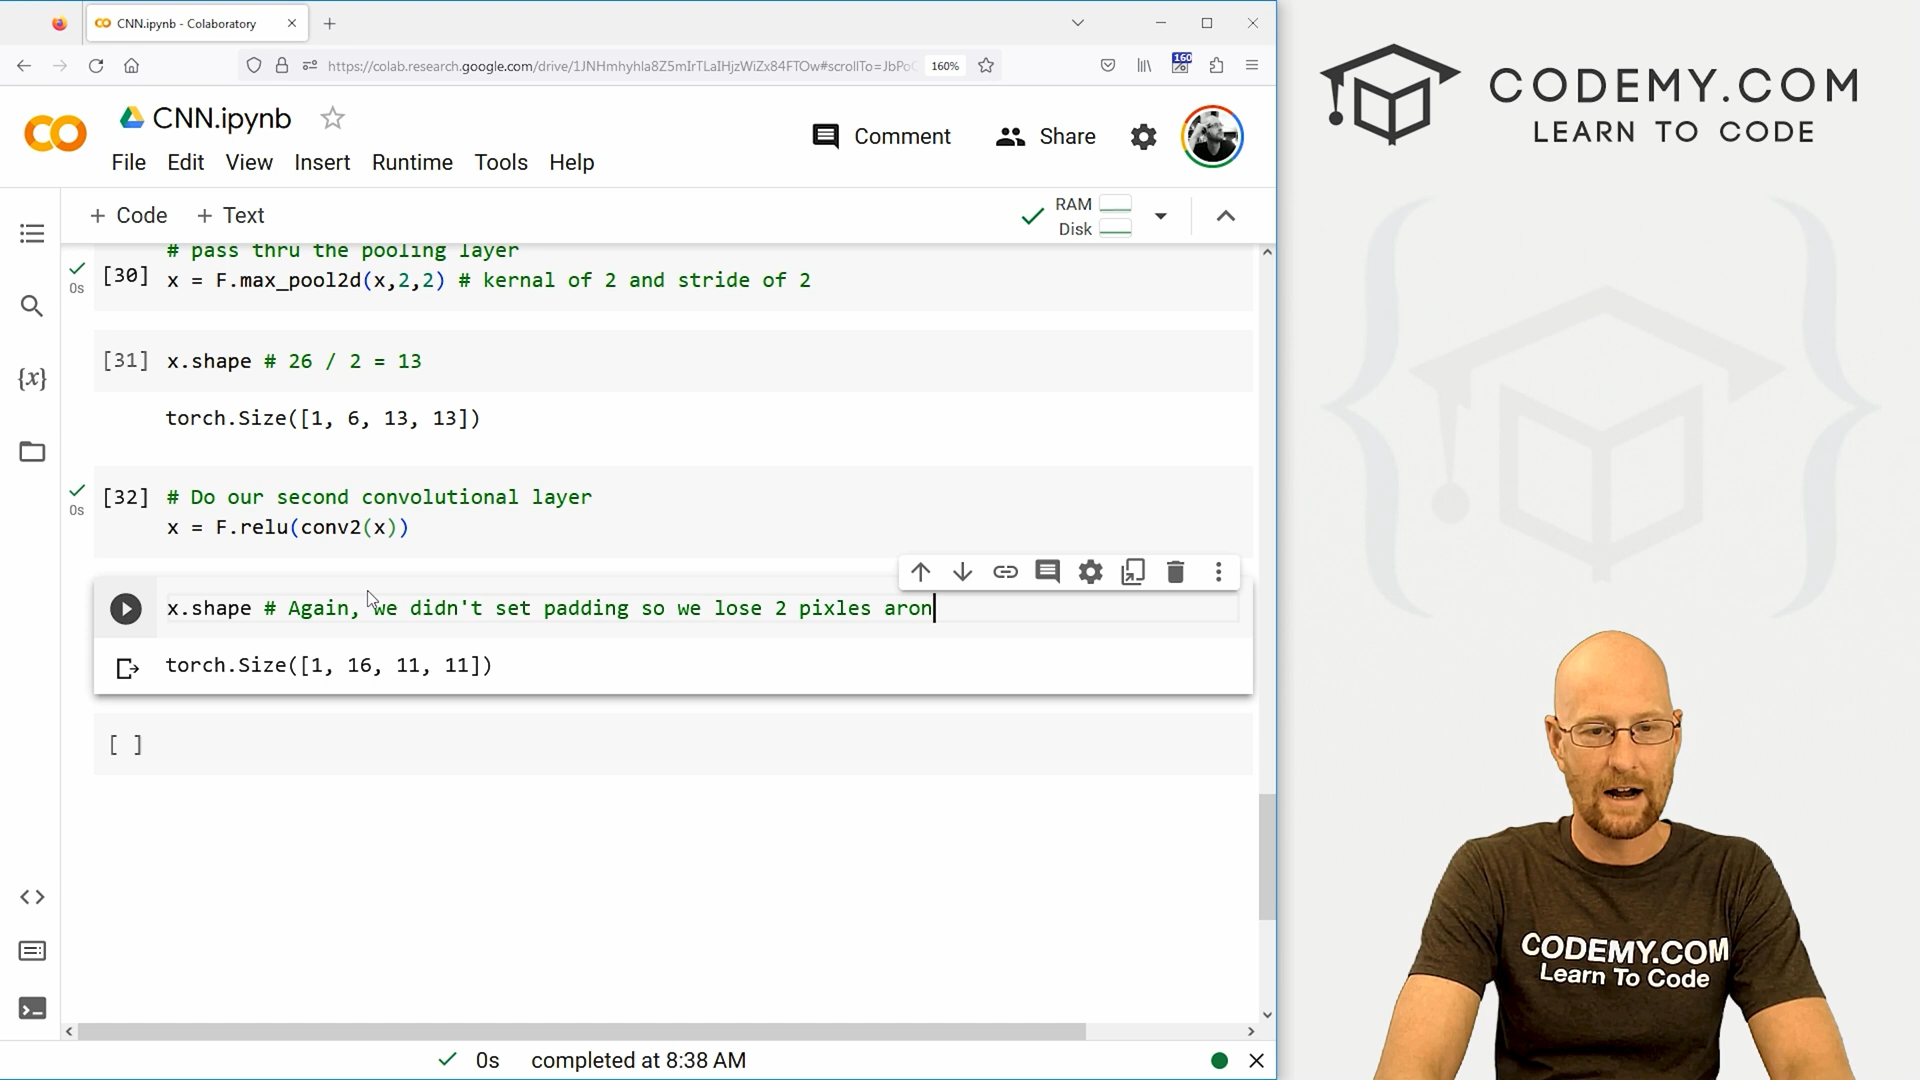 CNN.ipynb - Colaboratory
https://colab.research.google.com/drive/1JNHmhyhla8Z5mIrTLaIHjzWiZx84FTOw#scrollTo=JbPo
160%
160
CNN.ipynb
Comment
Share
File Edit View Insert Runtime Tools Help
+ Code + Text
RAM
Disk
# pass thru the pooling layer
[30] x = F.max_pool2d(x,2,2) # kernal of 2 and stride of 2
0s
[31] x.shape # 26 / 2 = 13
torch.Size([1, 6, 13, 13])
[32] # Do our second convolutional layer
0s
x = F.relu(conv2(x))
x.shape # Again, we didn't set padding so we lose 2 pixles aron
torch.Size([1, 16, 11, 11])
[ ]
0s completed at 8:38 AM
CODEMY.COM
LEARN TO CODE
CODEMY.COM
Learn To Code